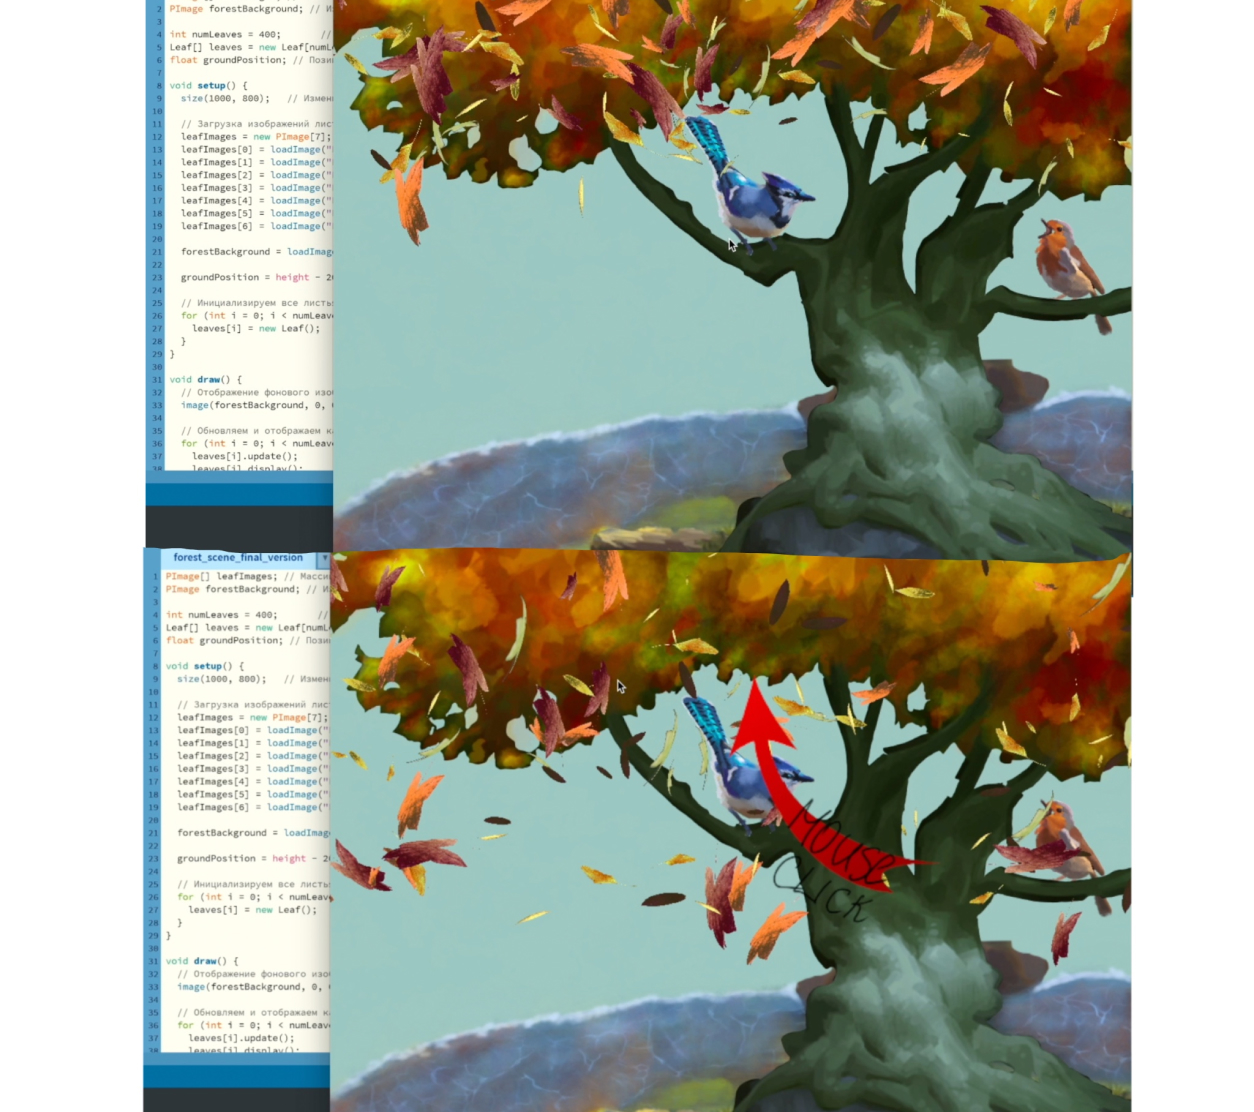 2 PImage forestBackground; // И
3
4 int numLeaves = 400; //
5 Leaf[] leaves = new Leaf[numL
6 float groundPosition; // Пози
7
8 void setup() {
9 size(1000, 800); // Измен
10
11 // Загрузка изображений лис
12 leafImages = new PImage[7];
13 leafImages[0] = loadImage("
14 leafImages[1] = loadImage("
15 leafImages[2] = loadImage("
16 leafImages[3] = loadImage("
17 leafImages[4] = loadImage("
18 leafImages[5] = loadImage("
19 leafImages[6] = loadImage("
20
21 forestBackground = loadImag
22
23 groundPosition = height - 2
24
25 // Инициализируем все листь
26 for (int i = 0; i < numLeav
27 leaves[i] = new Leaf();
28 }
29 }
30
31 void draw() {
32 // Отображение фонового изо
33 image(forestBackground, 0,
34
35 // Обновляем и отображаем к
36 for (int i = 0; i < numLeav
37 leaves[i].update();
38 leaves[i].display();
forest_scene_final_version
1 PImage[] leafImages; // Масси
2 PImage forestBackground; // И
3
4 int numLeaves = 400; //
5 Leaf[] leaves = new Leaf[numL
6 float groundPosition; // Пози
7
8 void setup() {
9 size(1000, 800); // Измен
10
11 // Загрузка изображений лис
12 leafImages = new PImage[7];
13 leafImages[0] = loadImage("
14 leafImages[1] = loadImage("
15 leafImages[2] = loadImage("
16 leafImages[3] = loadImage("
17 leafImages[4] = loadImage("
18 leafImages[5] = loadImage("
19 leafImages[6] = loadImage("
20
21 forestBackground = loadImag
22
23 groundPosition = height - 2
24
25 // Инициализируем все листь
26 for (int i = 0; i < numLeav
27 leaves[i] = new Leaf();
28 }
29 }
30
31 void draw() {
32 // Отображение фонового изо
33 image(forestBackground, 0,
34
35 // Обновляем и отображаем к
36 for (int i = 0; i < numLeav
37 leaves[i].update();
38 leaves[i].display();
MOUSE
CLICK